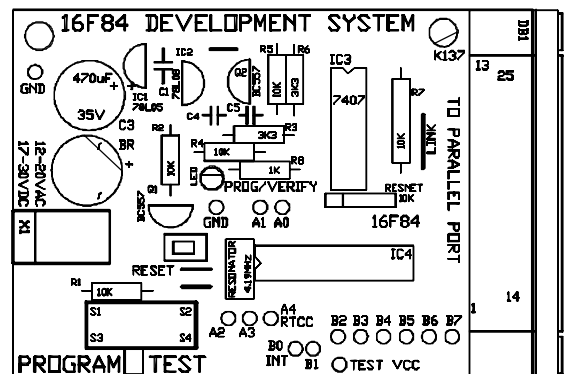 16F84 DEVELOPMENT SYSTEM
DB1
K137
13
25
IC2
R5
R6
IC3
470uF
35V
GND
C1
IC1
78L05
78L08
Q2
BC557
10K
3K3
7407
R7
10K
LINK
C4
C5
C3
BR
R2
10K
R3
3K3
R4
10K
R8
1K
LED
PROG/VERIFY
RESNET
10K
TO PARALLEL PORT
12-20VAC
17-30VDC
Q1
BC557
GND
A1
A0
16F84
X1
RESET
RESONATOR
4.19MHZ
IC4
R1
10K
S1
S2
S3
S4
A2
A3
A4
RTCC
B2
B3
B4
B5
B6
B7
1
14
B0
INT
B1
TEST VCC
PROGRAM
TEST